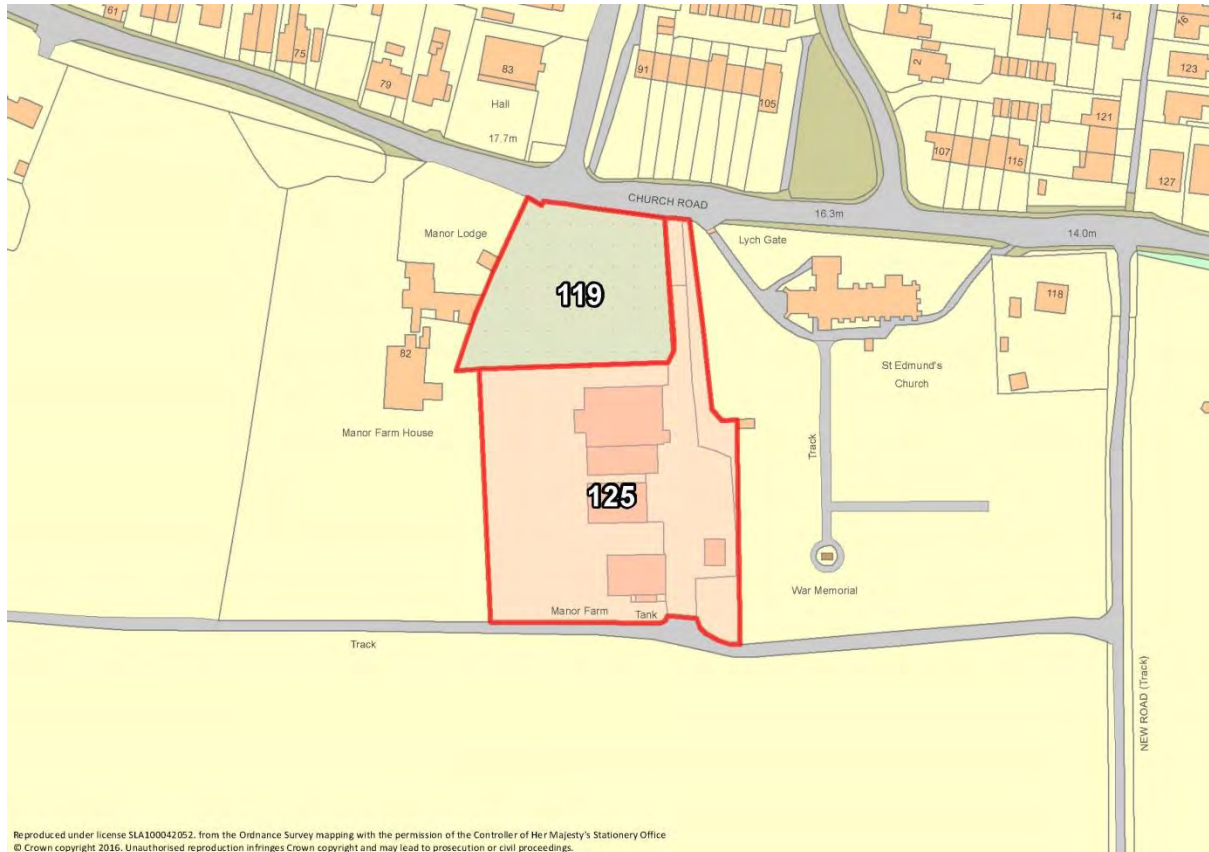 61
75
79
83
Hall
17.7m
91
105
2
14
16
123
121
107
115
127
CHURCH ROAD
16.3m
14.0m
Manor Lodge
Lych Gate
119
118
82
St Edmund's
Church
Manor Farm House
Track
125
War Memorial
Manor Farm
Tank
Track
NEW ROAD (Track)
Reproduced under license SLA100042052. from the Ordnance Survey mapping with the permission of the Controller of Her Majesty's Stationery Office
© Crown copyright 2016. Unauthorised reproduction infringes Crown copyright and may lead to prosecution or civil proceedings.